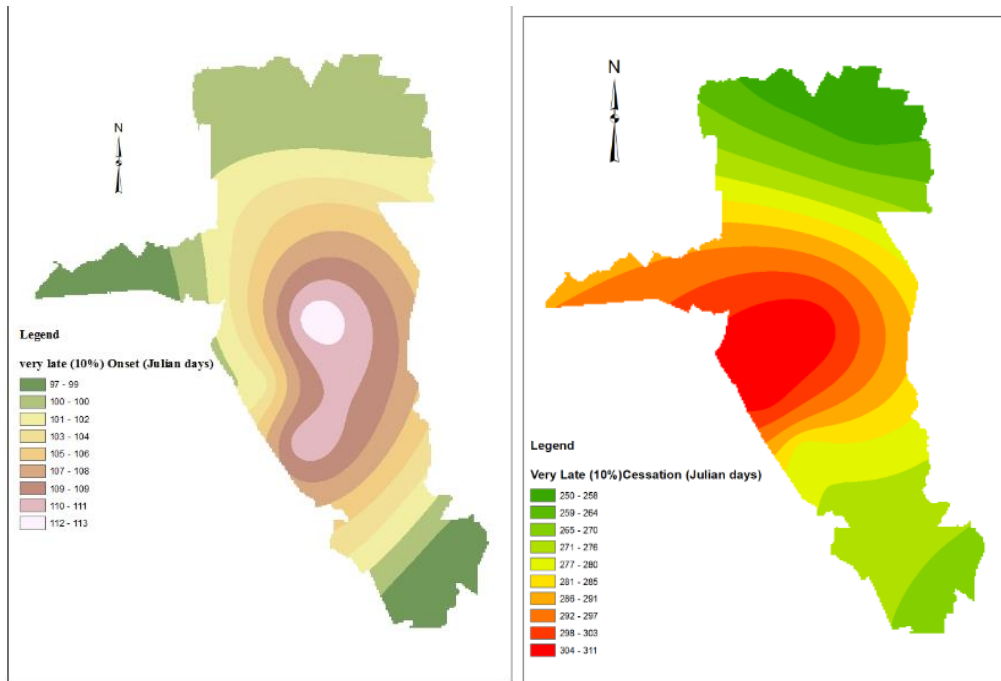 N
Legend
very late (10%) Onset (Julian days)
97 - 99
100 - 100
101 - 102
103 - 104
105 - 106
107 - 108
109 - 109
110 - 111
112 - 113
N
Legend
Very Late (10%)Cessation (Julian days)
250 - 258
259 - 264
265 - 270
271 - 276
277 - 280
281 - 285
286 - 291
292 - 297
298 - 303
304 - 311